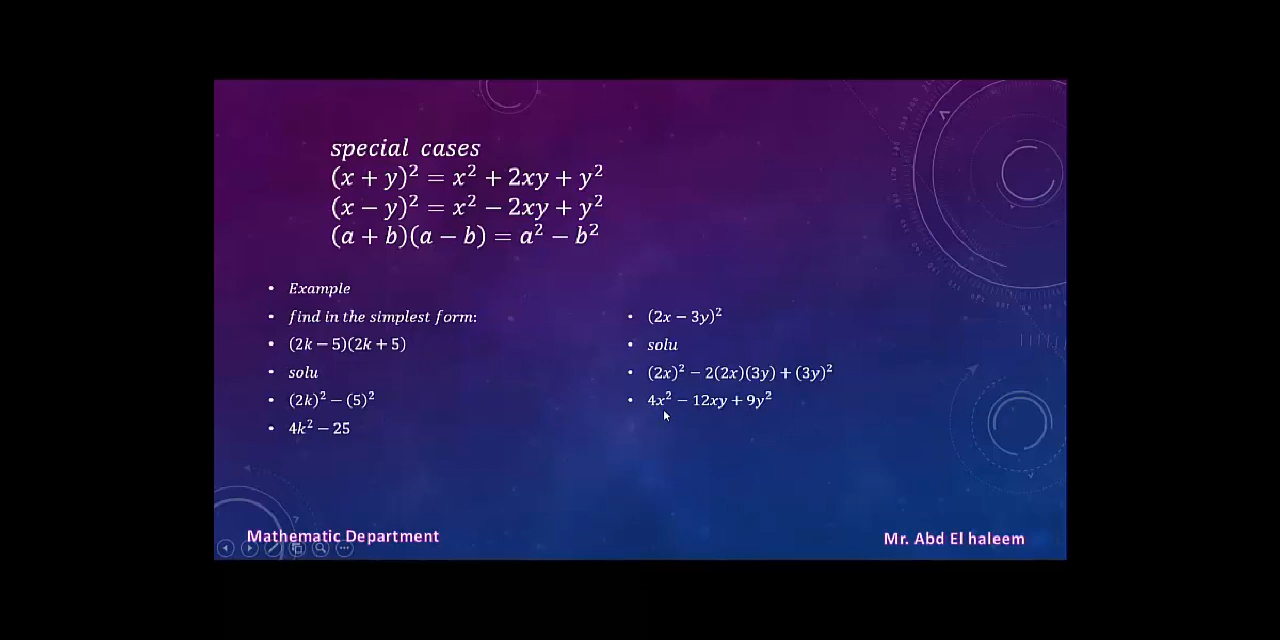 special cases
(x + y)² = x² + 2xy + y²
(x − y)² = x² − 2xy + y²
(a + b)(a − b) = a² − b²
• Example
• find in the simplest form:
• (2k − 5)(2k + 5)
• solu
• (2k)² − (5)²
• 4k² − 25
• (2x − 3y)²
• solu
• (2x)² − 2(2x)(3y) + (3y)²
• 4x² − 12xy + 9y²
Mathematic Department
Mr. Abd El haleem